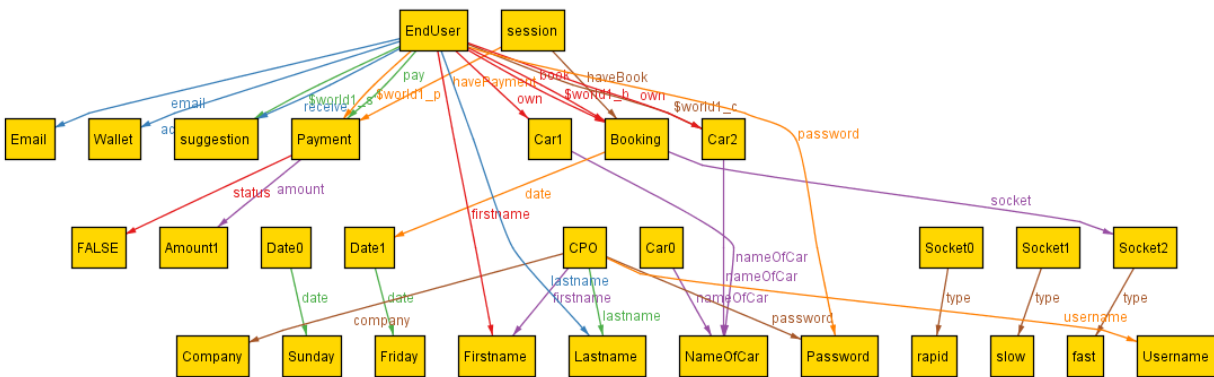 EndUser
session
pay
book
haveBook
havePayment
email
$world1_s
$world1_p
receive
own
$world1_b
own
$world1_c
password
Email
Wallet
suggestion
Payment
Car1
Booking
Car2
status
amount
firstname
date
socket
FALSE
Amount1
Date0
Date1
CPO
Car0
Socket0
Socket1
Socket2
nameOfCar
nameOfCar
nameOfCar
lastname
firstname
date
date
company
lastname
password
type
type
type
username
Company
Sunday
Friday
Firstname
Lastname
NameOfCar
Password
rapid
slow
fast
Username